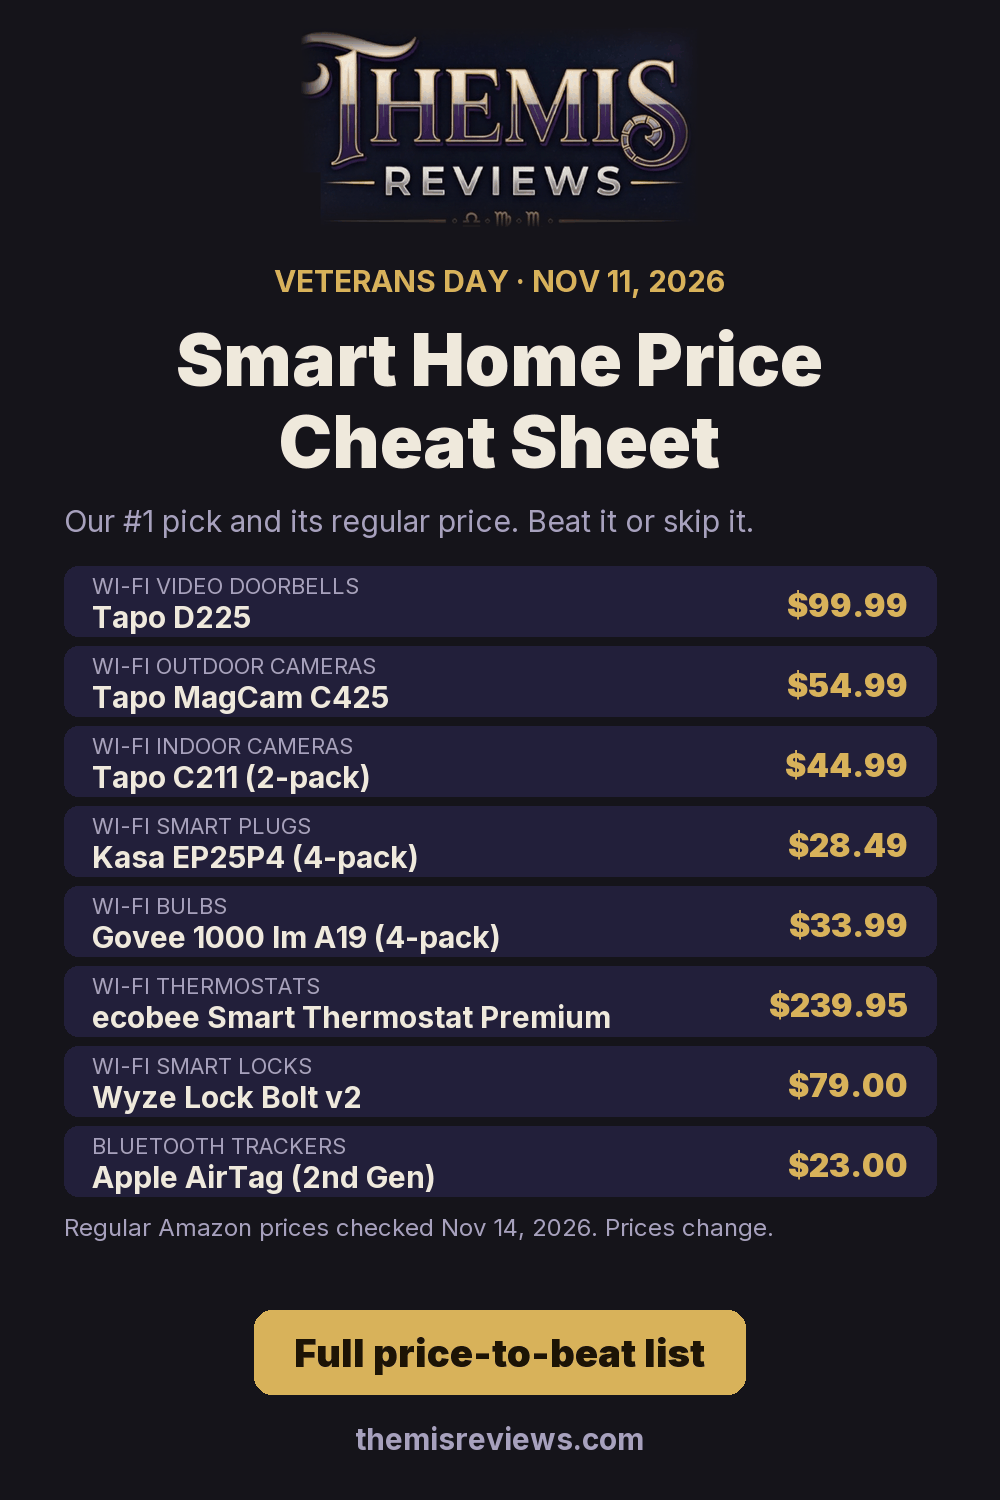 THEMIS
REVIEWS
♎ ♍ ♏
VETERANS DAY · NOV 11, 2026
Smart Home Price
Cheat Sheet
Our #1 pick and its regular price. Beat it or skip it.
WI-FI VIDEO DOORBELLS
Tapo D225
$99.99
WI-FI OUTDOOR CAMERAS
Tapo MagCam C425
$54.99
WI-FI INDOOR CAMERAS
Tapo C211 (2-pack)
$44.99
WI-FI SMART PLUGS
Kasa EP25P4 (4-pack)
$28.49
WI-FI BULBS
Govee 1000 lm A19 (4-pack)
$33.99
WI-FI THERMOSTATS
ecobee Smart Thermostat Premium
$239.95
WI-FI SMART LOCKS
Wyze Lock Bolt v2
$79.00
BLUETOOTH TRACKERS
Apple AirTag (2nd Gen)
$23.00
Regular Amazon prices checked Nov 14, 2026. Prices change.
Full price-to-beat list
themisreviews.com